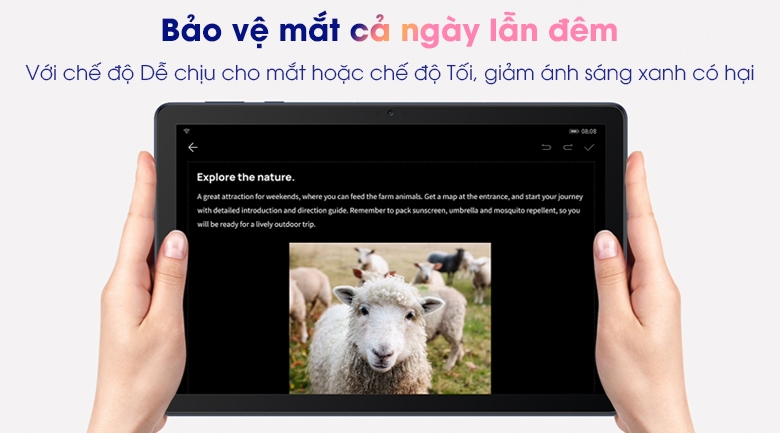 Bảo vệ mắt cả ngày lẫn đêm
Với chế độ Dễ chịu cho mắt hoặc chế độ Tối, giảm ánh sáng xanh có hại
08:08
Explore the nature.
A great attraction for weekends, where you can feed the farm animals. Get a map at the entrance, and start your journey
with detailed introduction and direction guide. Remember to pack sunscreen, umbrella and mosquito repellent, so you
will be ready for a lively outdoor trip.